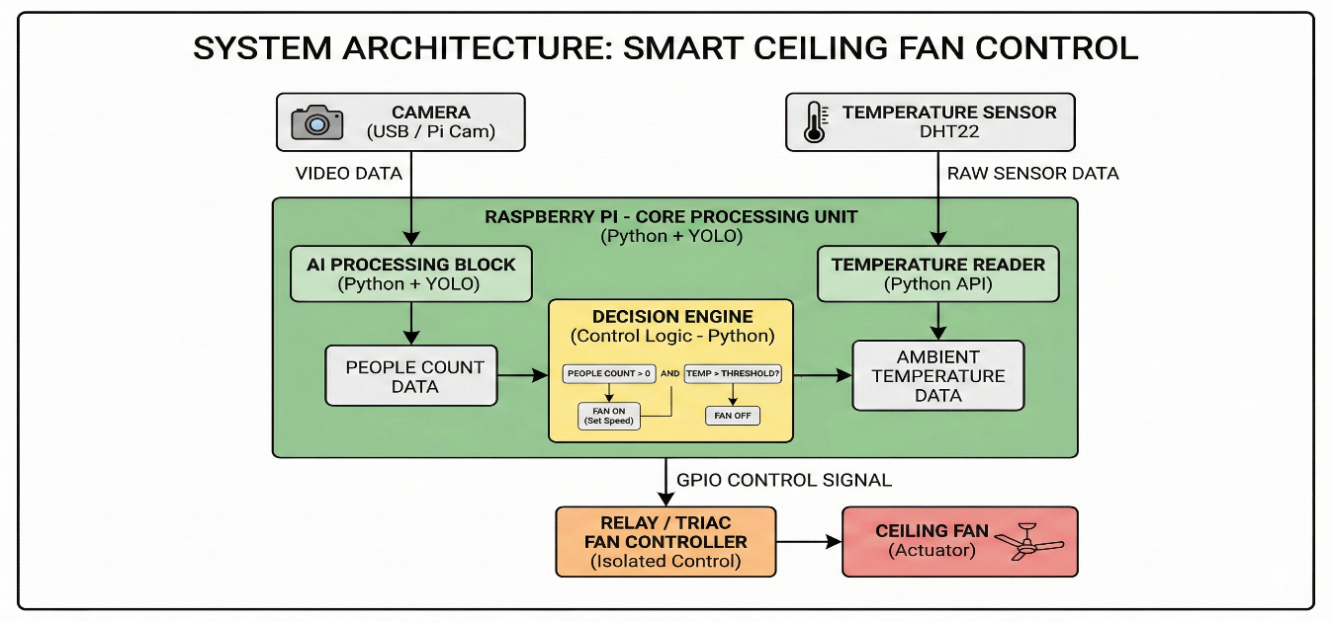 SYSTEM ARCHITECTURE: SMART CEILING FAN CONTROL
CAMERA
(USB / Pi Cam)
TEMPERATURE SENSOR
DHT22
VIDEO DATA
RAW SENSOR DATA
RASPBERRY PI - CORE PROCESSING UNIT
(Python + YOLO)
AI PROCESSING BLOCK
(Python + YOLO)
TEMPERATURE READER
(Python API)
DECISION ENGINE
(Control Logic - Python)
PEOPLE COUNT
DATA
PEOPLE COUNT > 0 AND TEMP > THRESHOLD?
FAN ON
(Set Speed)
FAN OFF
AMBIENT
TEMPERATURE
DATA
GPIO CONTROL SIGNAL
RELAY / TRIAC
FAN CONTROLLER
(Isolated Control)
CEILING FAN
(Actuator)